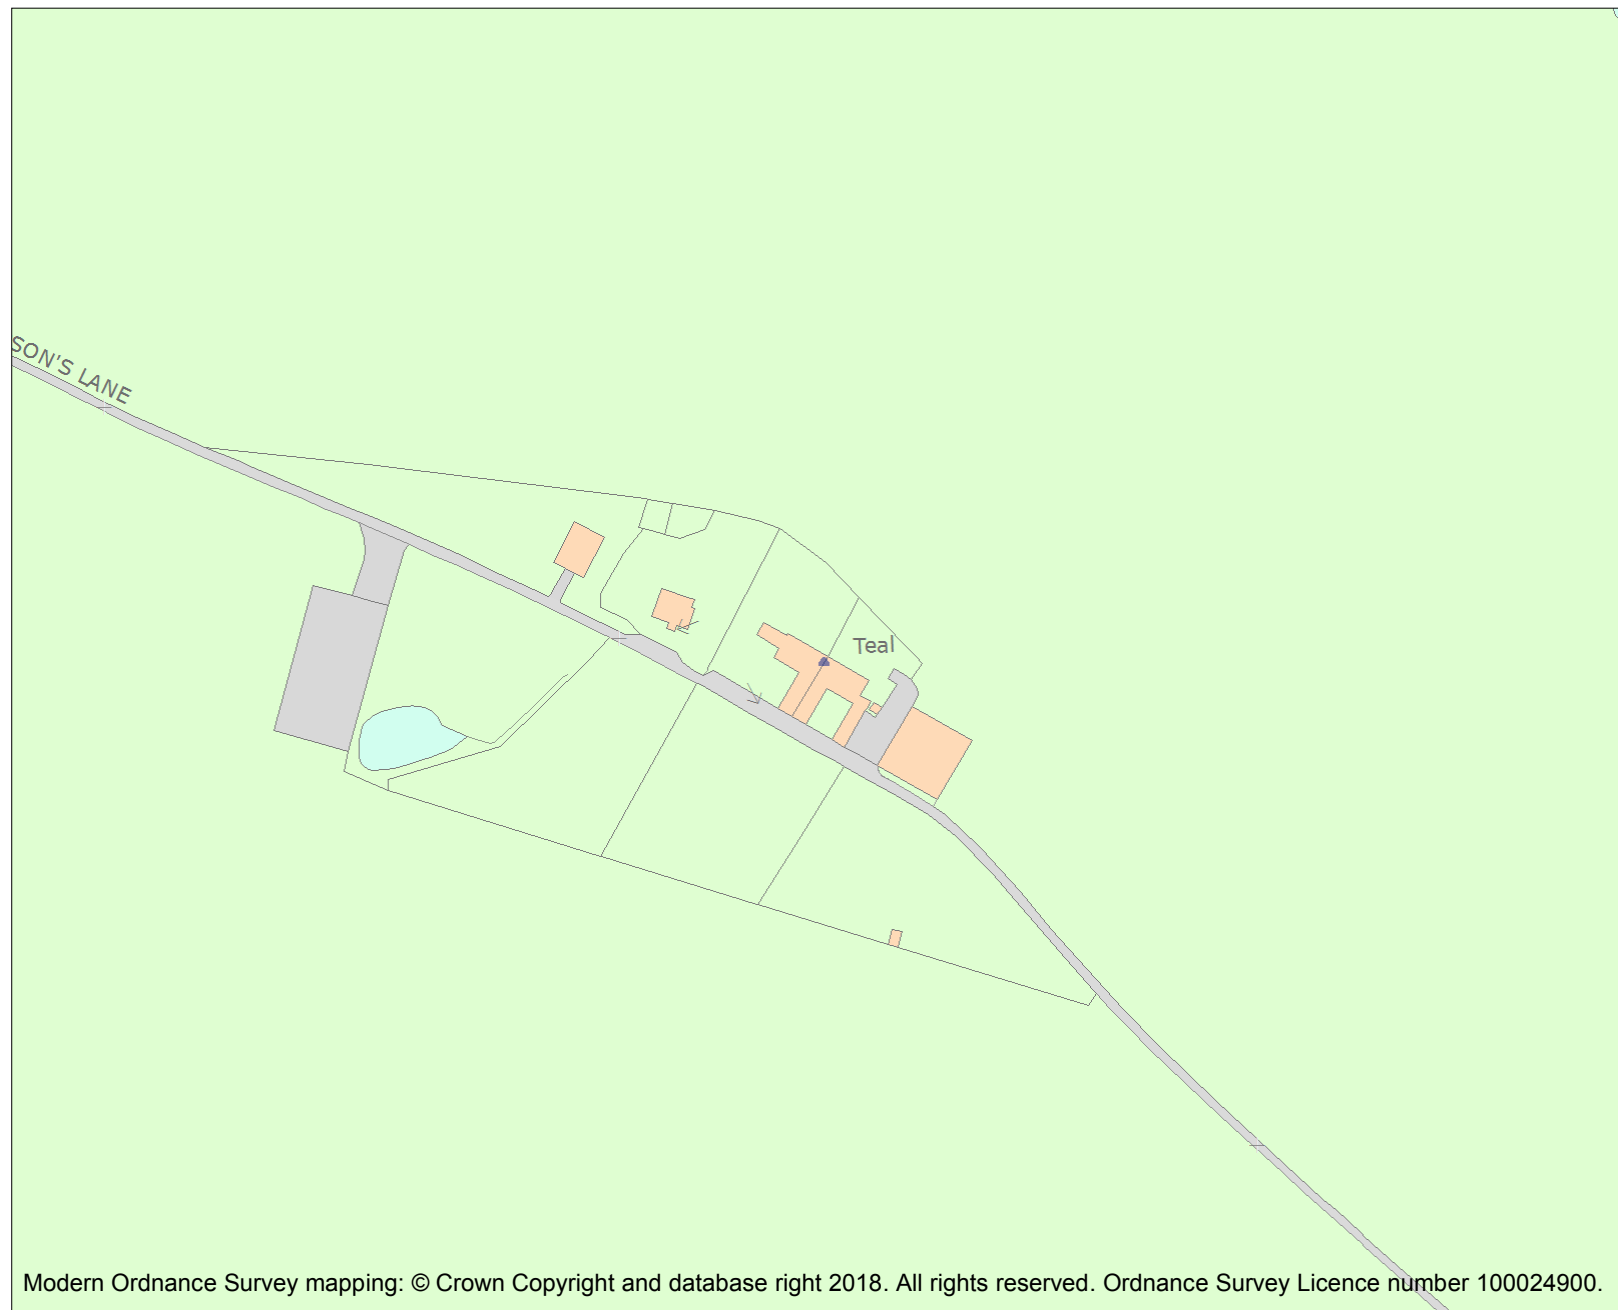 SON'S LANE
Teal
Modern Ordnance Survey mapping: © Crown Copyright and database right 2018. All rights reserved. Ordnance Survey Licence number 100024900.